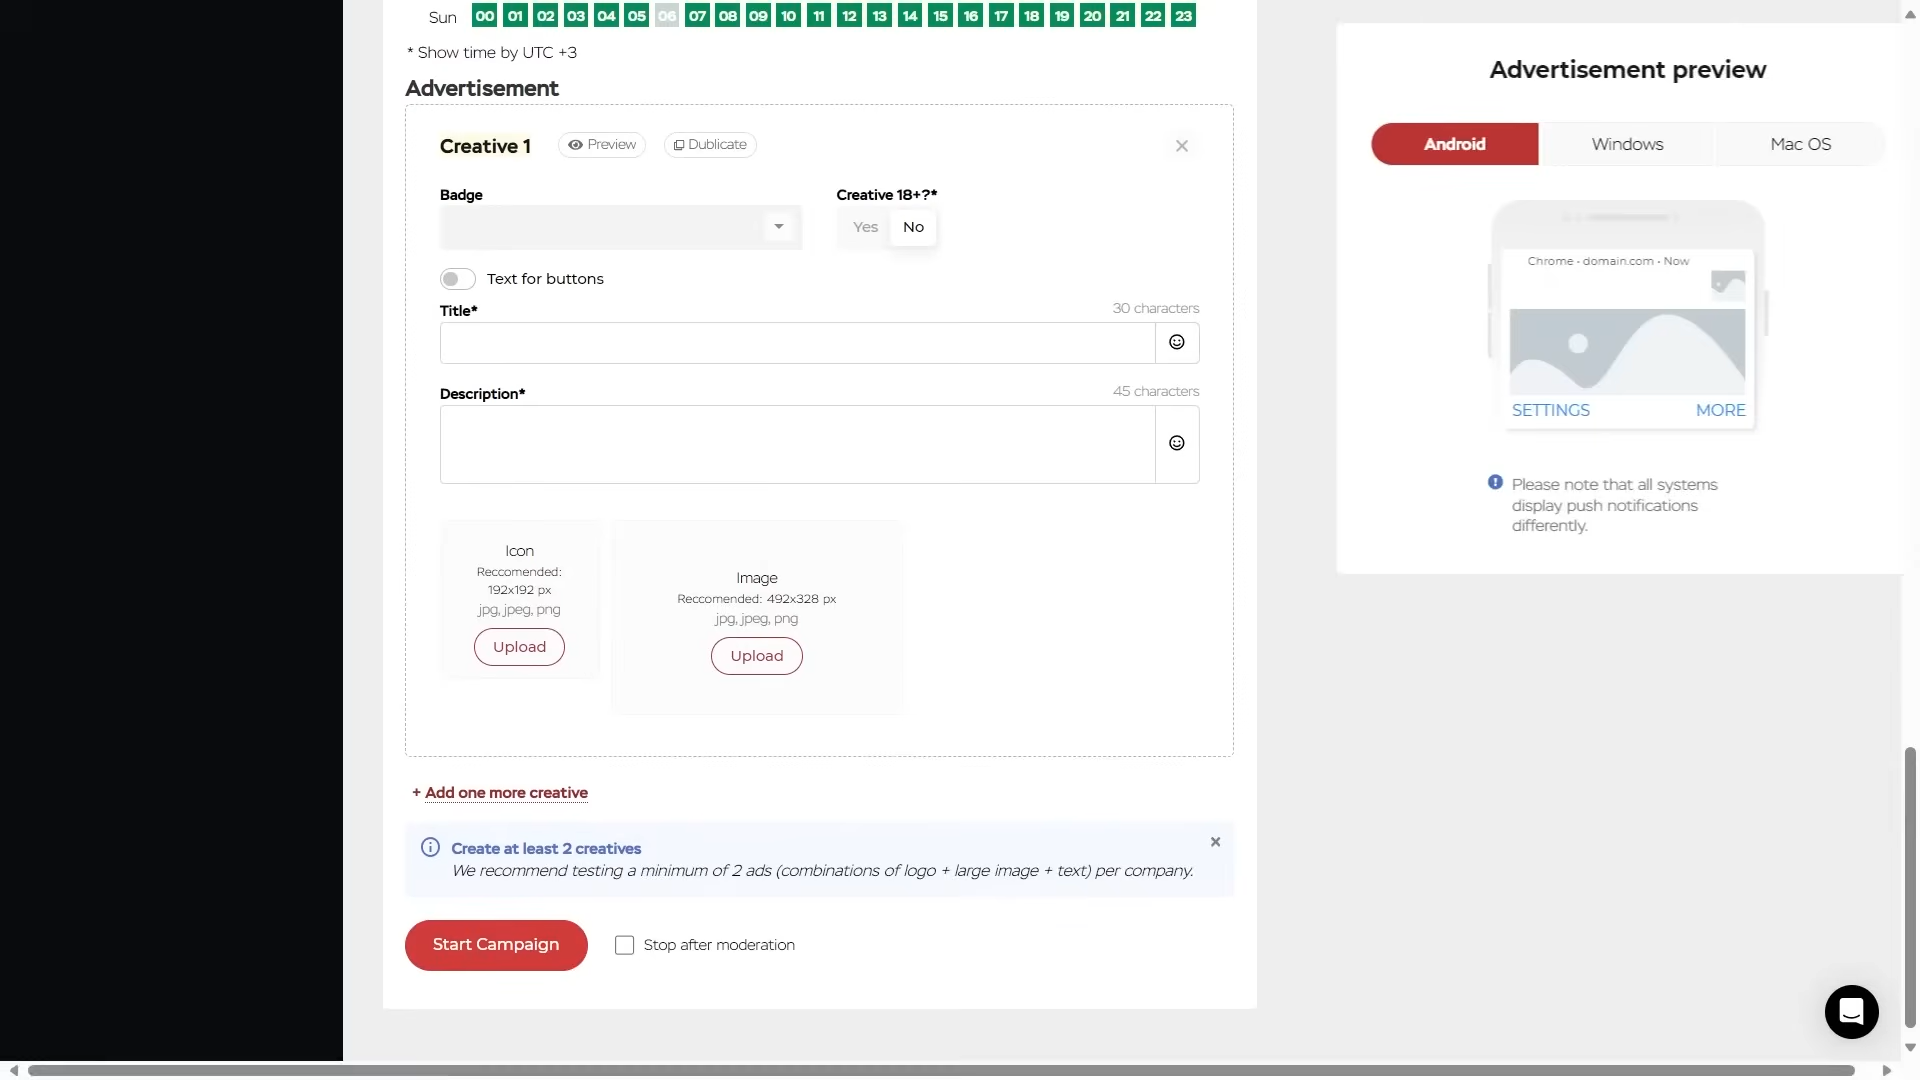 Sun 00 01 02 03 04 05 06 07 08 09 10 11 12 13 14 15 16 17 18 19 20 21 22 23
* Show time by UTC +3
Advertisement
Creative 1 Preview Dublicate
Badge Creative 18+?*
Yes No
Text for buttons
Title* 30 characters
Description* 45 characters
Icon
Reccomended:
192x192 px
jpg, jpeg, png
Upload
Image
Reccomended: 492x328 px
jpg, jpeg, png
Upload
+ Add one more creative
Create at least 2 creatives
We recommend testing a minimum of 2 ads (combinations of logo + large image + text) per company.
Start Campaign Stop after moderation
Advertisement preview
Android Windows Mac OS
Chrome • domain.com • Now
SETTINGS MORE
Please note that all systems
display push notifications
differently.